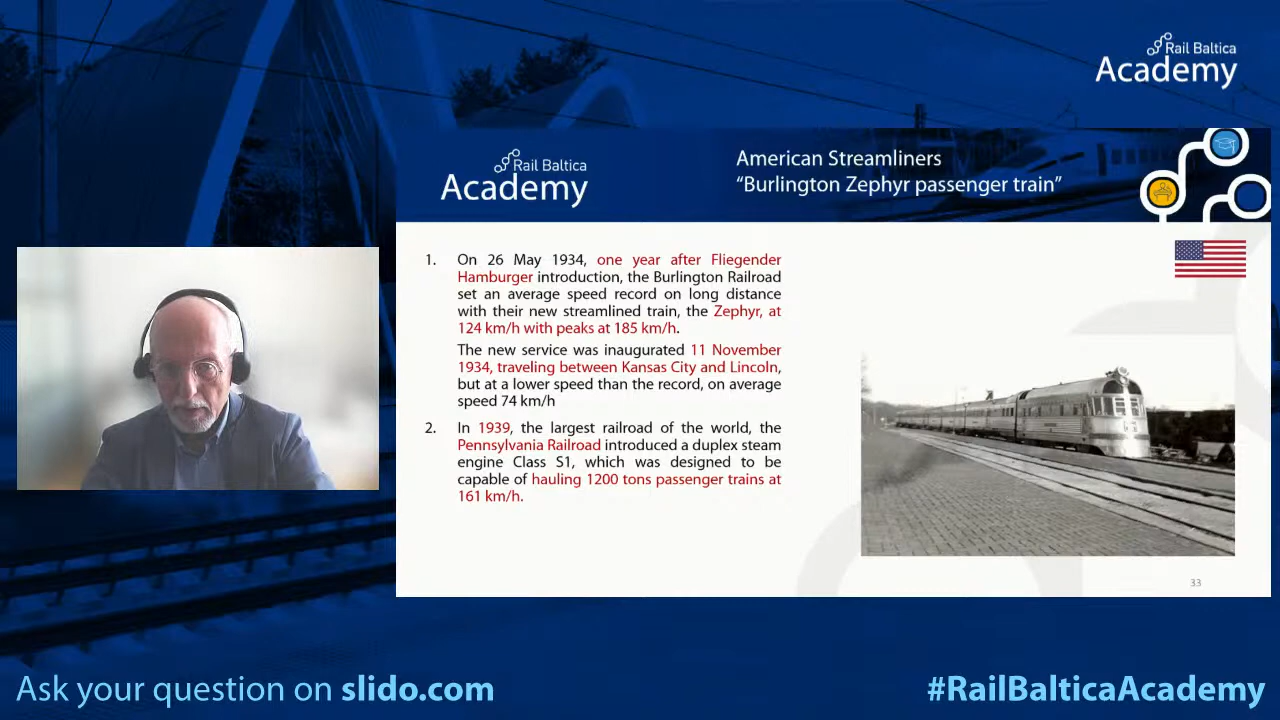 Rail Baltica
Academy
Rail Baltica
Academy
American Streamliners
“Burlington Zephyr passenger train”
1. On 26 May 1934, one year after Fliegender
Hamburger introduction, the Burlington Railroad
set an average speed record on long distance
with their new streamlined train, the Zephyr, at
124 km/h with peaks at 185 km/h.
The new service was inaugurated 11 November
1934, traveling between Kansas City and Lincoln,
but at a lower speed than the record, on average
speed 74 km/h
2. In 1939, the largest railroad of the world, the
Pennsylvania Railroad introduced a duplex steam
engine Class S1, which was designed to be
capable of hauling 1200 tons passenger trains at
161 km/h.
33
Ask your question on slido.com
#RailBalticaAcademy